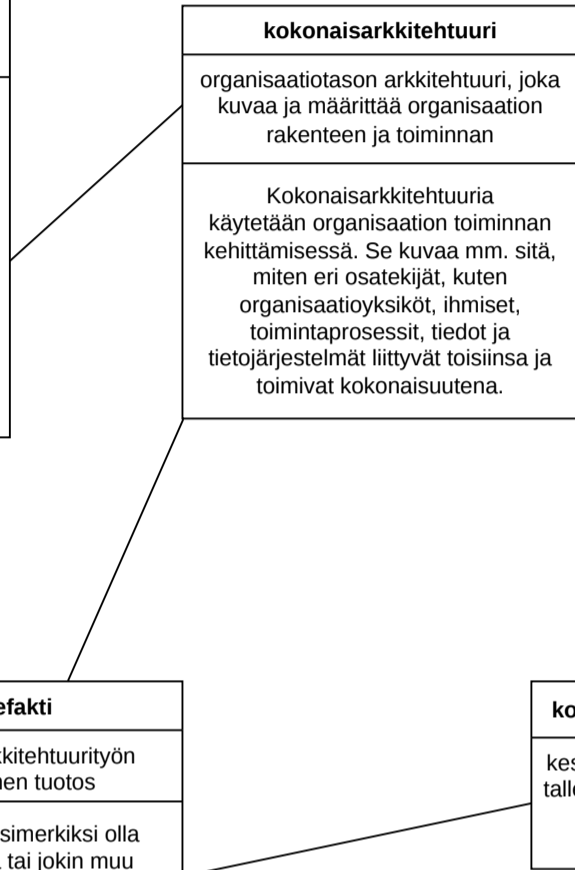 kokonaisarkkitehtuuri
organisaatiotason arkkitehtuuri, joka
kuvaa ja määrittää organisaation
rakenteen ja toiminnan
Kokonaisarkkitehtuuria
käytetään organisaation toiminnan
kehittämisessä. Se kuvaa mm. sitä,
miten eri osatekijät, kuten
organisaatioyksiköt, ihmiset,
toimintaprosessit, tiedot ja
tietojärjestelmät liittyvät toisiinsa ja
toimivat kokonaisuutena.
efakti
kkitehtuurityön
nen tuotos
simerkiksi olla
tai jokin muu
ko
kes
talle